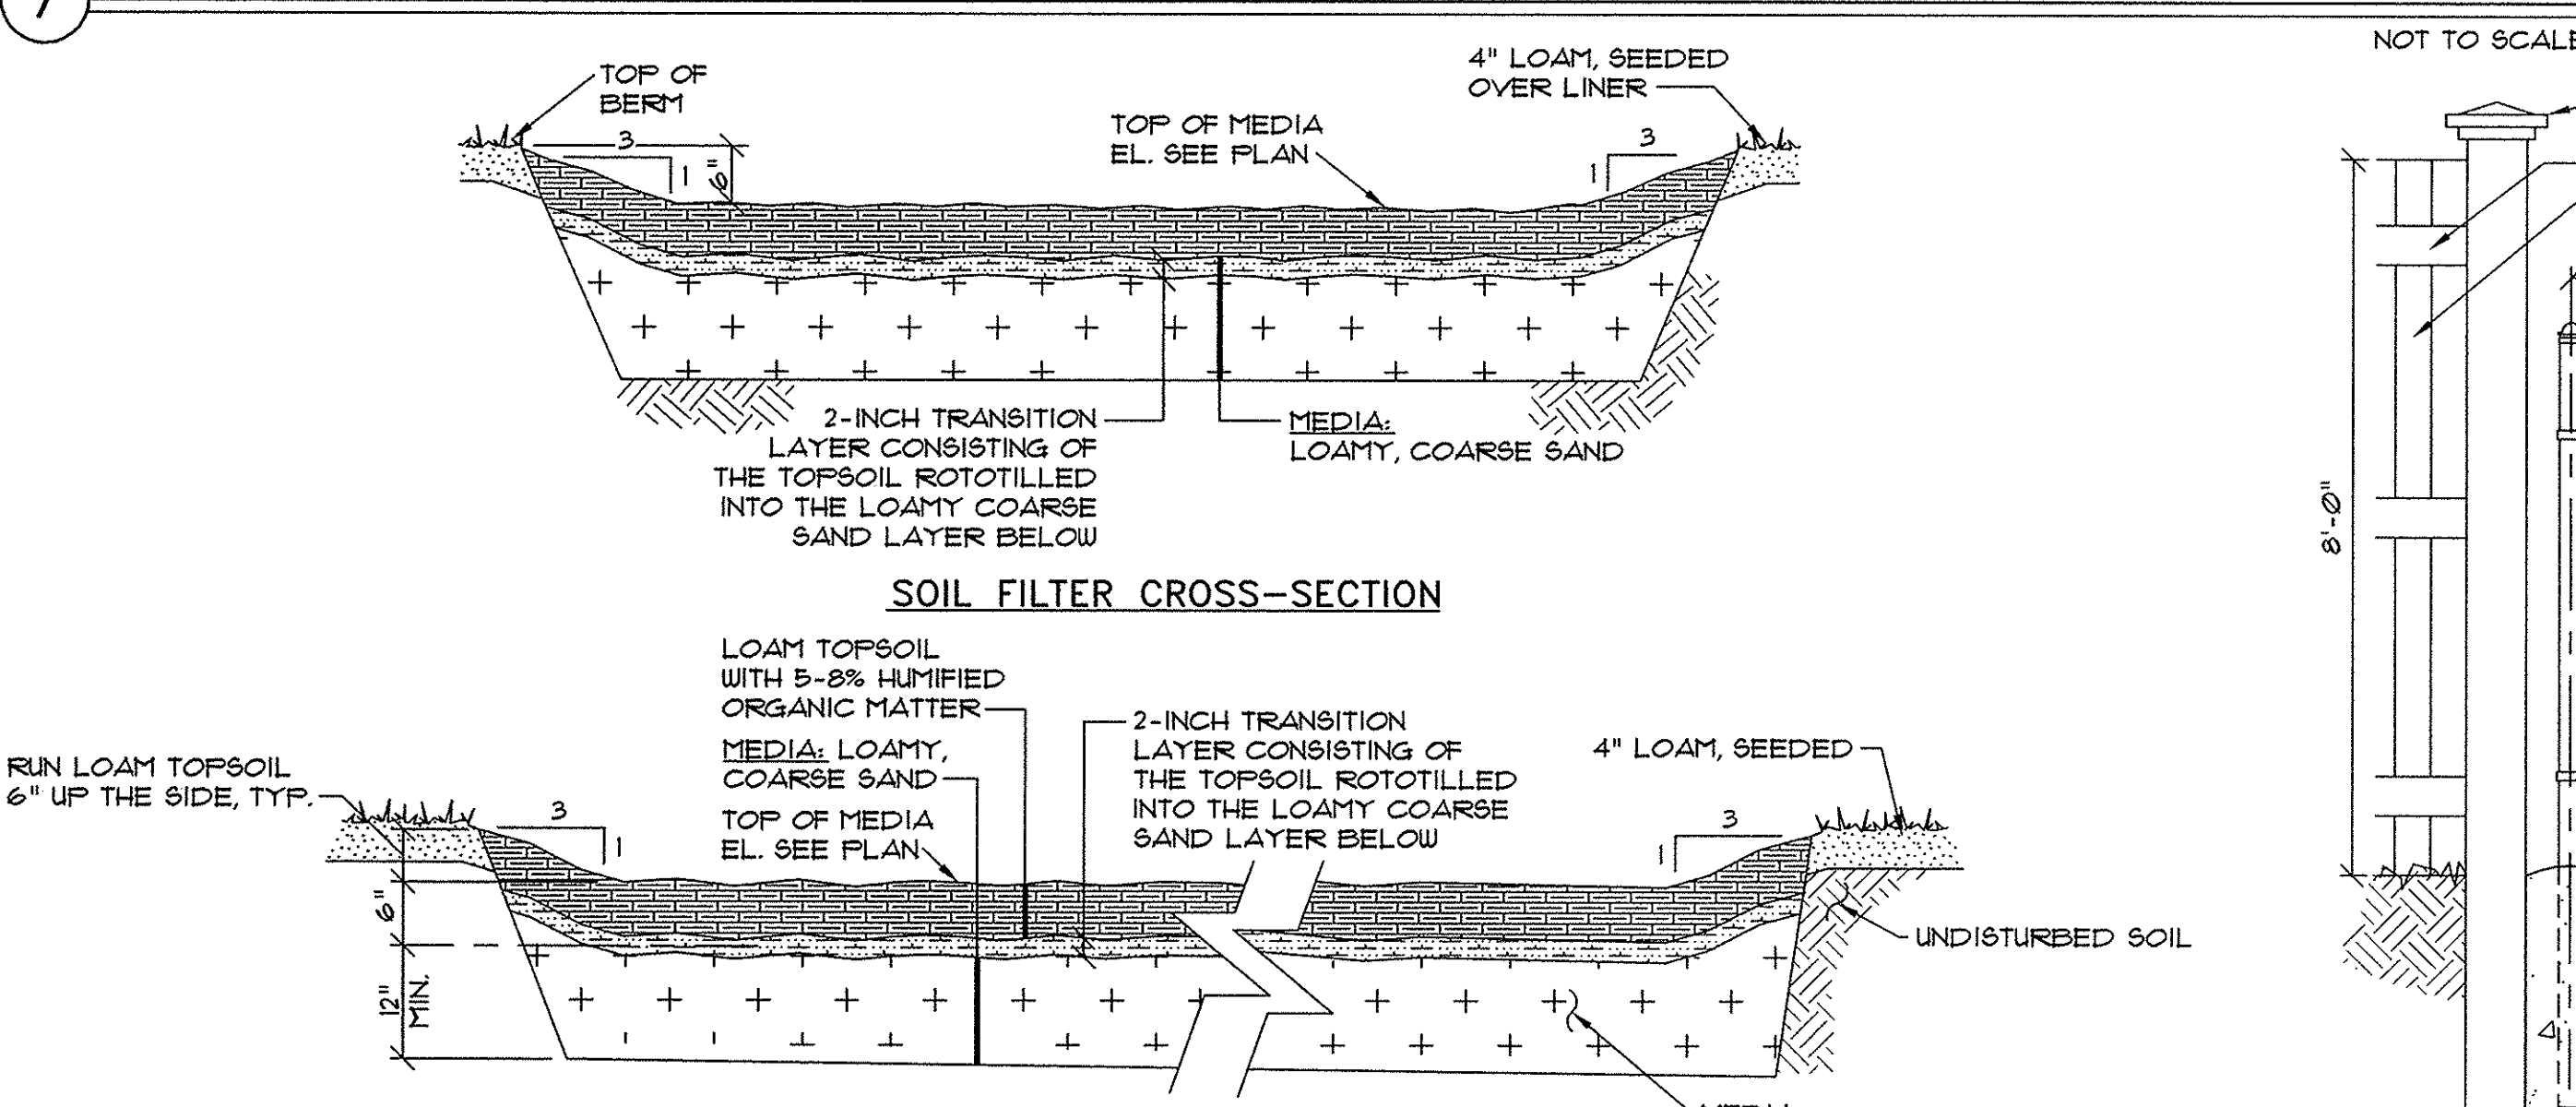 7
NOT TO SCALE
TOP OF
BERM
4" LOAM, SEEDED
OVER LINER
TOP OF MEDIA
EL. SEE PLAN
3
1
6"
3
1
2-INCH TRANSITION
LAYER CONSISTING OF
THE TOPSOIL ROTOTILLED
INTO THE LOAMY COARSE
SAND LAYER BELOW
MEDIA:
LOAMY, COARSE SAND
8'-0"
SOIL FILTER CROSS-SECTION
LOAM TOPSOIL
WITH 5-8% HUMIFIED
ORGANIC MATTER
MEDIA: LOAMY,
COARSE SAND
TOP OF MEDIA
EL. SEE PLAN
2-INCH TRANSITION
LAYER CONSISTING OF
THE TOPSOIL ROTOTILLED
INTO THE LOAMY COARSE
SAND LAYER BELOW
4" LOAM, SEEDED
RUN LOAM TOPSOIL
6" UP THE SIDE, TYP.
3
1
3
1
6"
12"
MIN.
UNDISTURBED SOIL